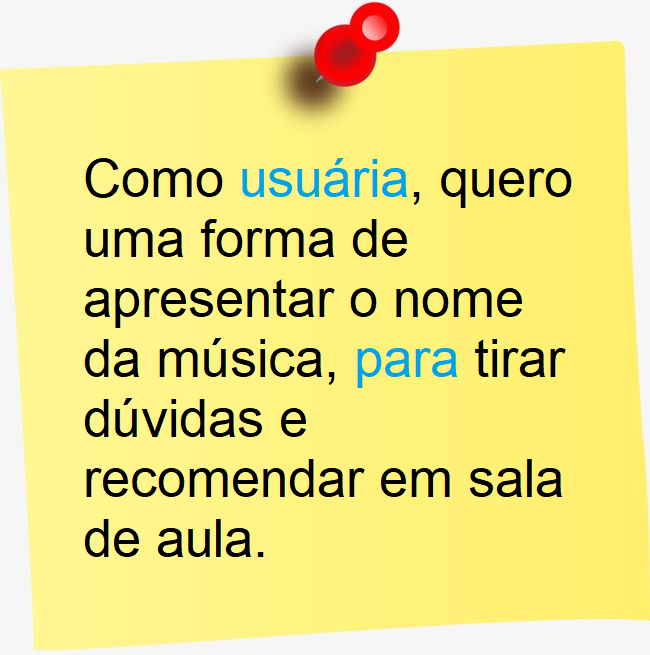 Como usuária, quero
uma forma de
apresentar o nome
da música, para tirar
dúvidas e
recomendar em sala
de aula.